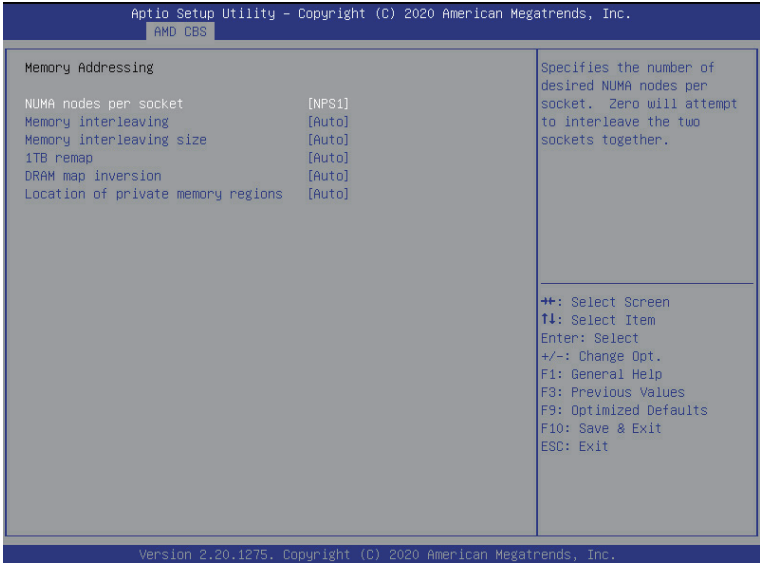 Aptio Setup Utility – Copyright (C) 2020 American Megatrends, Inc.
AMD CBS
Memory Addressing
NUMA nodes per socket [NPS1]
Memory interleaving [Auto]
Memory interleaving size [Auto]
1TB remap [Auto]
DRAM map inversion [Auto]
Location of private memory regions [Auto]
Specifies the number of
desired NUMA nodes per
socket. Zero will attempt
to interleave the two
sockets together.
→←: Select Screen
↑↓: Select Item
Enter: Select
+/-: Change Opt.
F1: General Help
F3: Previous Values
F9: Optimized Defaults
F10: Save & Exit
ESC: Exit
Version 2.20.1275. Copyright (C) 2020 American Megatrends, Inc.